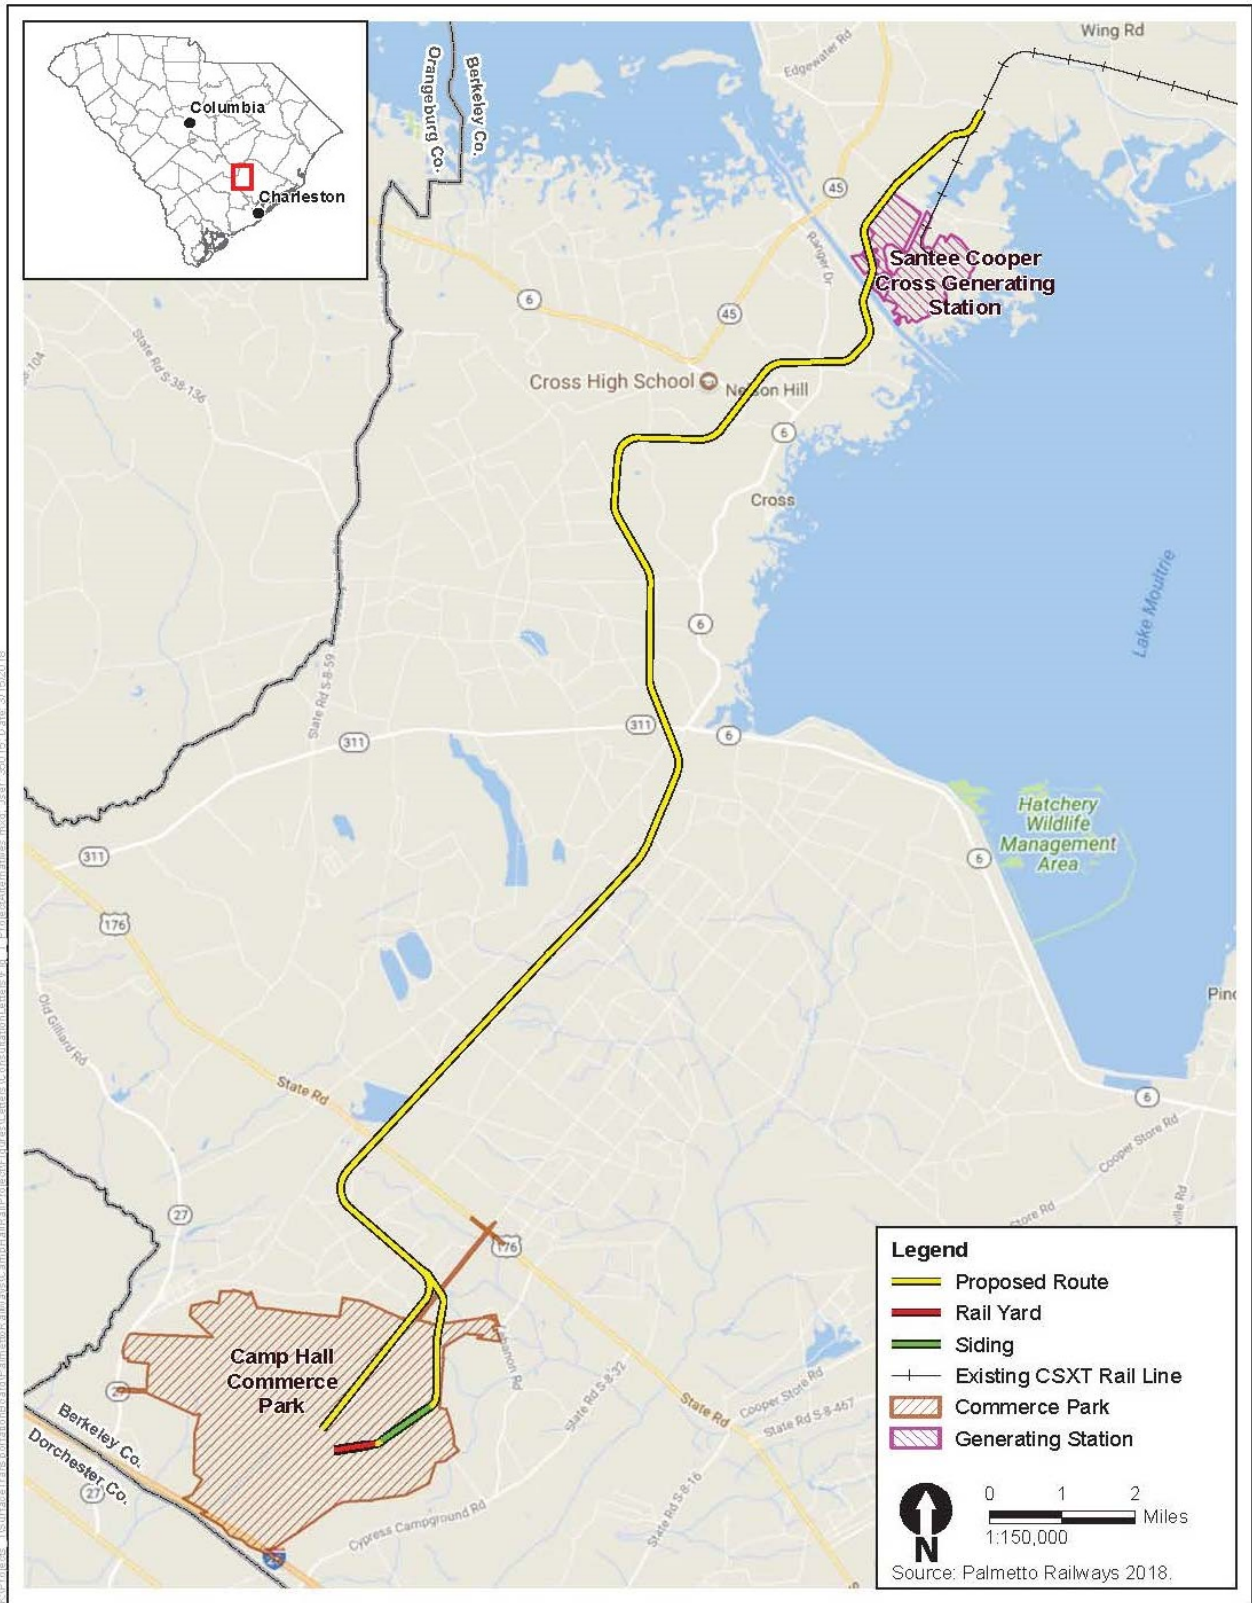 Columbia
Charleston
Orangeburg Co.
Berkeley Co.
Edgewater Rd
Wing Rd
45
Ranger Dr
Santee Cooper
Cross Generating
Station
6
45
State Rd S-38-136
Cross High School
Nelson Hill
6
Cross
Lake Moultrie
6
State Rd S-8-59
311
6
311
Hatchery
Wildlife
Management
Area
6
311
176
Old Gilliard Rd
State Rd
6
Cooper Store Rd
27
176
Camp Hall
Commerce
Park
Lebanon Rd
State Rd S-8-32
Cooper Store Rd
State Rd S-8-467
State Rd
Berkeley Co.
Dorchester Co.
27
Cypress Campground Rd
State Rd S-8-16
Legend
Proposed Route
Rail Yard
Siding
Existing CSXT Rail Line
Commerce Park
Generating Station
N
0 1 2
Miles
1:150,000
Source: Palmetto Railways 2018.